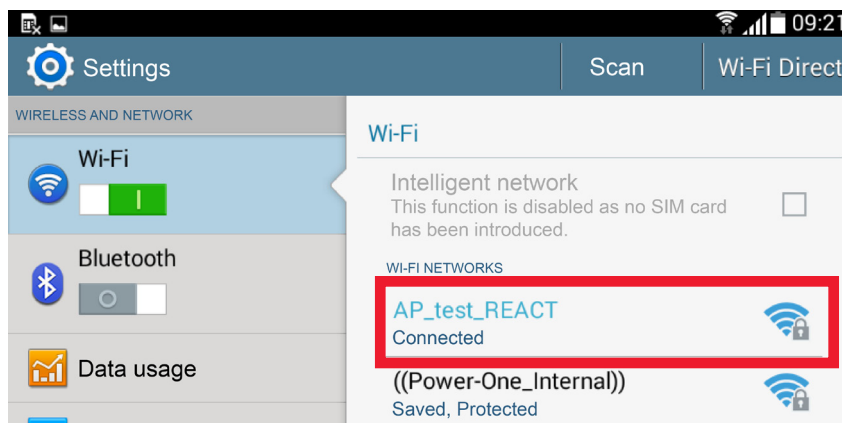 09:21
Settings
Scan
Wi-Fi Direct
WIRELESS AND NETWORK
Wi-Fi
Bluetooth
Data usage
Wi-Fi
Intelligent network
This function is disabled as no SIM card
has been introduced.
WI-FI NETWORKS
AP_test_REACT
Connected
((Power-One_Internal))
Saved, Protected